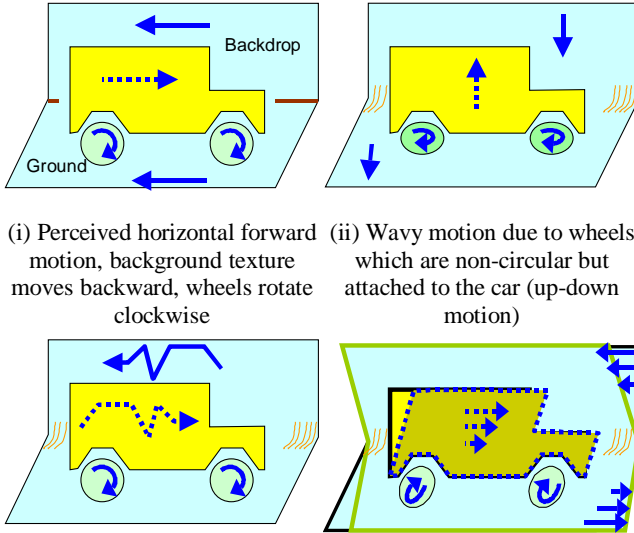 Backdrop
Ground
(i) Perceived horizontal forward
motion, background texture
moves backward, wheels rotate
clockwise
(ii) Wavy motion due to wheels
which are non-circular but
attached to the car (up-down
motion)